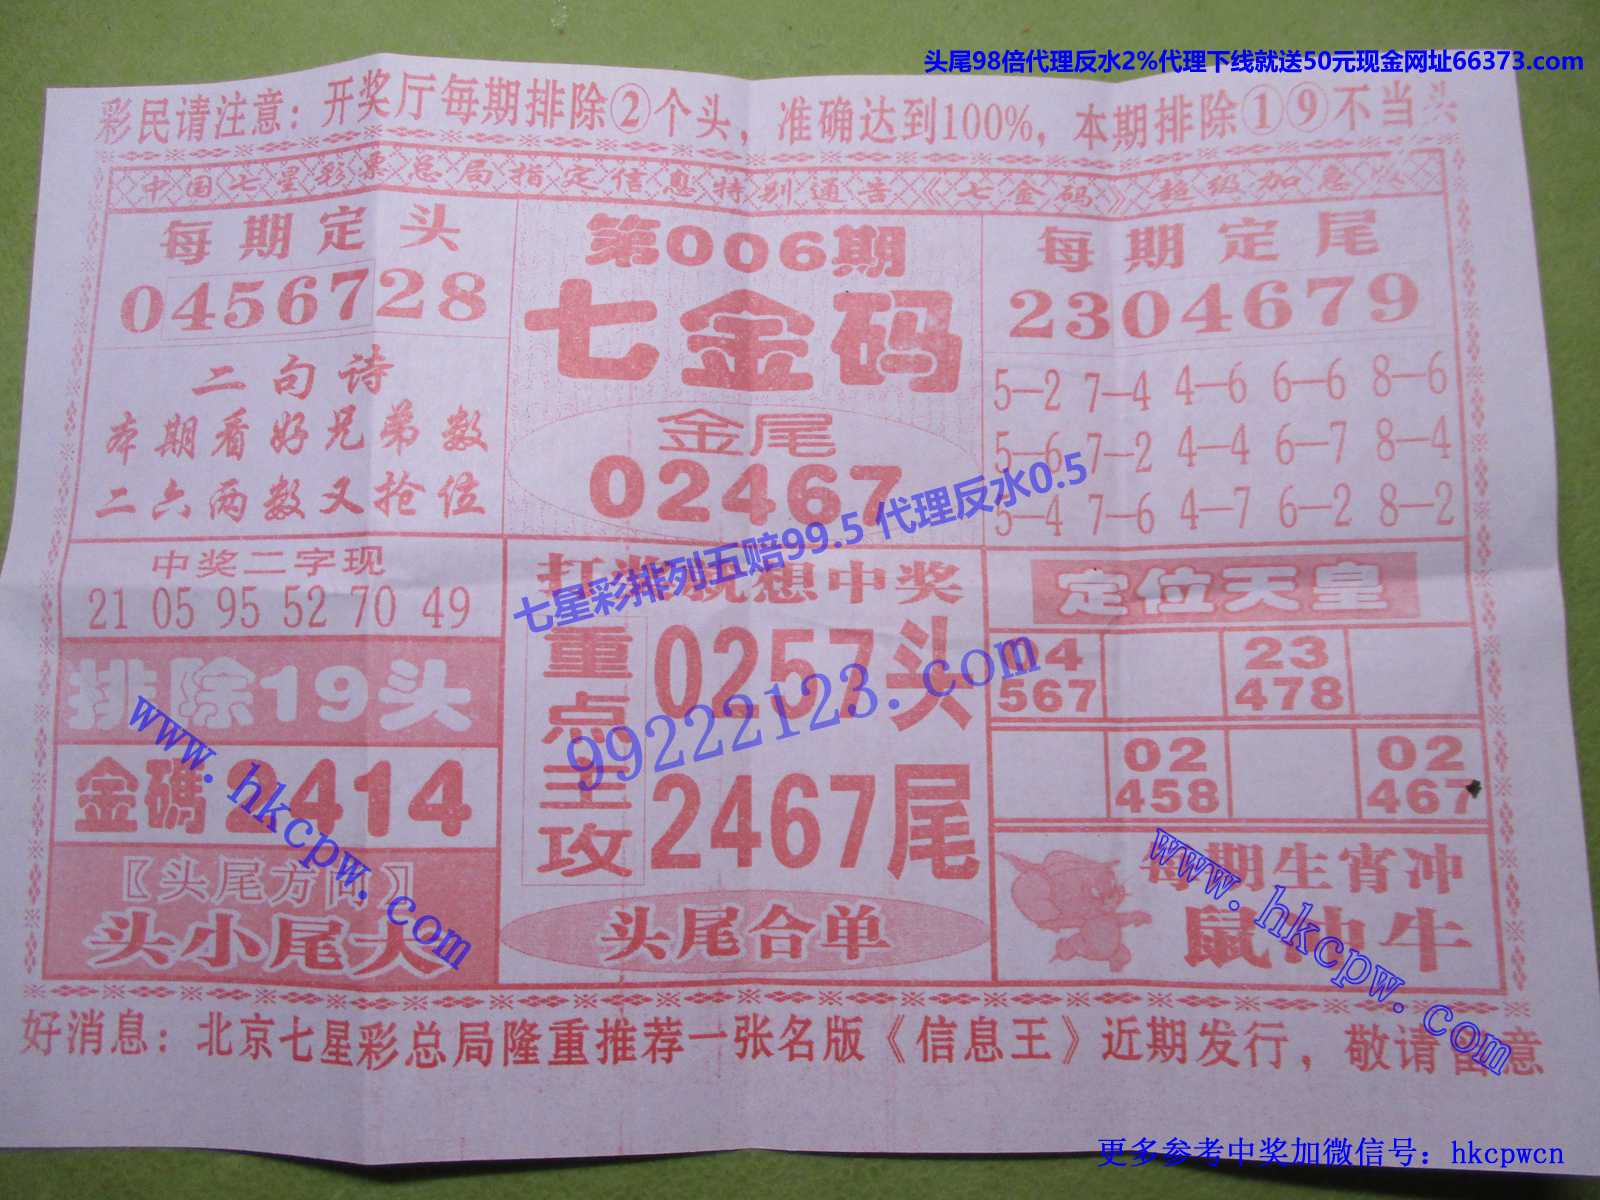 头尾98倍代理反水2%代理下线就送50元现金网址66373.com
彩民请注意：开奖厅每期排除②个头，准确达到100%，本期排除①⑨不当头
中国七星彩票总局指定信息特别通告《七金码》超级加急
每期定头
0456728
二句诗
本期看好兄弟数
二六两数又抢位
第006期
七金码
金尾
02467
每期定尾
2304679
5—2 7—4 4—6 6—6 8—6
5—6 7—2 4—4 6—7 8—4
5—4 7—6 4—7 6—2 8—2
七星彩排列五赔99.5 代理反水0.5
中奖二字现
21 05 95 52 70 49
排除19头
金碼2414
〖头尾方向〗
头小尾大
想中奖
重点主攻
0257头
2467尾
头尾合单
99222123.com
定位天皇
04 567
23 478
02 458
02 467
每期生肖冲
鼠冲牛
www.hkcpw.com
www.hkcpw.com
好消息：北京七星彩总局隆重推荐一张名版《信息王》近期发行，敬请留意
更多参考中奖加微信号：hkcpwcn